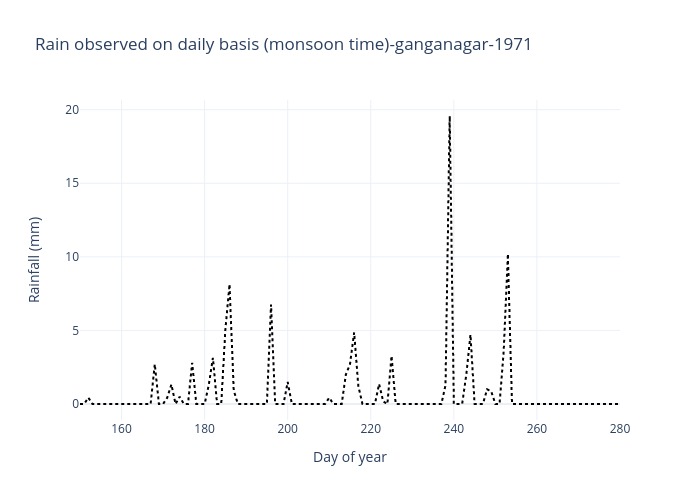 Rain observed on daily basis (monsoon time)-ganganagar-1971
20
15
10
5
0
Rainfall (mm)
160 180 200 220 240 260 280
Day of year